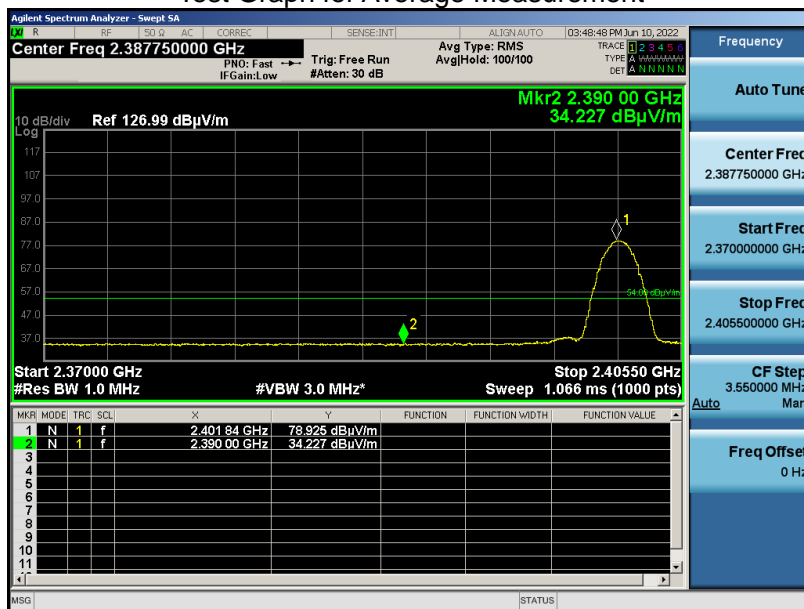 Test Graph for Average Measurement
Agilent Spectrum Analyzer - Swept SA
LXI R RF 50 Ω AC CORREC SENSE:INT ALIGN AUTO 03:48:48 PM Jun 10, 2022
Center Freq 2.387750000 GHz
PNO: Fast
IFGain:Low
Trig: Free Run
#Atten: 30 dB
Avg Type: RMS
Avg|Hold: 100/100
TRACE 1 2 3 4 5 6
TYPE A WWWWW
DET A N N N N N
Mkr2 2.390 00 GHz
34.227 dBµV/m
10 dB/div Ref 126.99 dBµV/m
Log
117
107
97.0
87.0
77.0
67.0
57.0
47.0
37.0
1
2
Start 2.37000 GHz Stop 2.40550 GHz
#Res BW 1.0 MHz #VBW 3.0 MHz* Sweep 1.066 ms (1000 pts)
MKR MODE TRC SCL X Y FUNCTION FUNCTION WIDTH FUNCTION VALUE
1 N 1 f 2.401 84 GHz 78.925 dBµV/m
2 N 1 f 2.390 00 GHz 34.227 dBµV/m
3
4
5
6
7
8
9
10
11
MSG STATUS
Frequency
Auto Tune
Center Freq
2.387750000 GHz
Start Freq
2.370000000 GHz
Stop Freq
2.405500000 GHz
CF Step
3.550000 MHz
Auto Man
Freq Offset
0 Hz